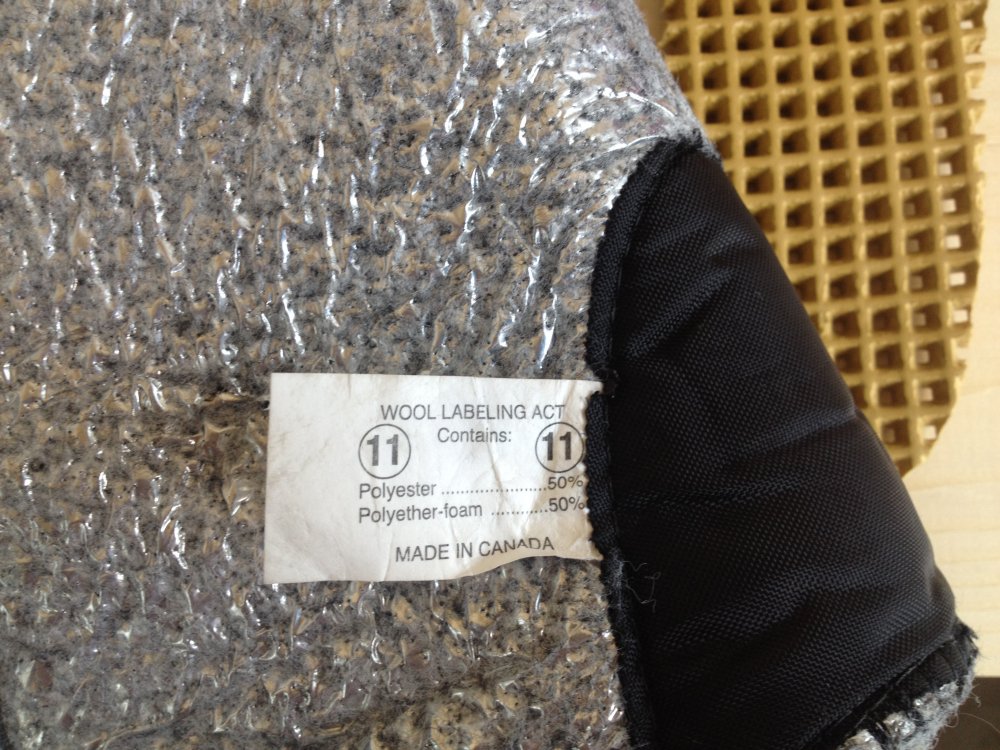 WOOL LABELING ACT
11 Contains: 11
Polyester ......................50%
Polyether-foam ............50%
MADE IN CANADA